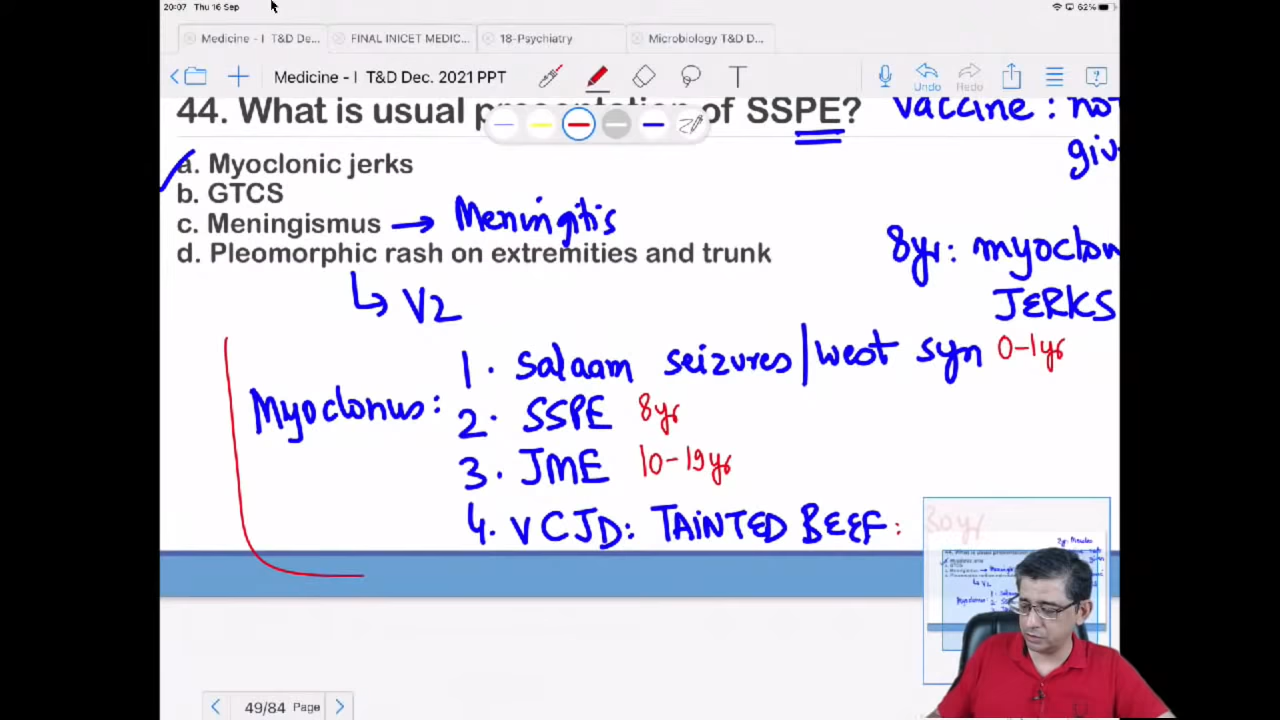 20:07 Thu 16 Sep
62%
Medicine - I T&D De...
FINAL INICET MEDIC...
18-Psychiatry
Microbiology T&D D...
Medicine - I T&D Dec. 2021 PPT
Undo
Redo
44. What is usual presentation of SSPE?
Vaccine : not
giv
a. Myoclonic jerks
b. GTCS
c. Meningismus → Meningitis
d. Pleomorphic rash on extremities and trunk
8yr: myoclon
JERKS
↳ VZ
Myoclonus:
1. Salaam seizures/west syn 0-1yr
2. SSPE 8yr
3. JME 10-19yr
4. VCJD: TAINTED BEEF: 30yr
49/84 Page